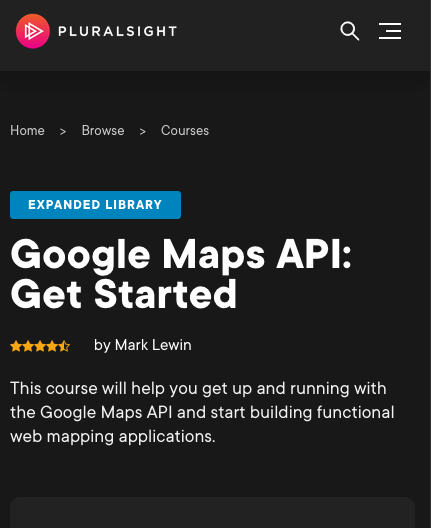 PLURALSIGHT
Home > Browse > Courses
EXPANDED LIBRARY
Google Maps API:
Get Started
by Mark Lewin
This course will help you get up and running with
the Google Maps API and start building functional
web mapping applications.